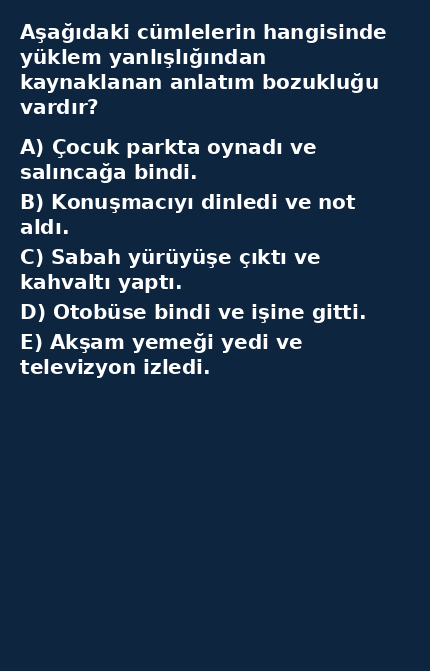 Aşağıdaki cümlelerin hangisinde
yüklem yanlışlığından
kaynaklanan anlatım bozukluğu
vardır?
A) Çocuk parkta oynadı ve
salıncağa bindi.
B) Konuşmacıyı dinledi ve not
aldı.
C) Sabah yürüyüşe çıktı ve
kahvaltı yaptı.
D) Otobüse bindi ve işine gitti.
E) Akşam yemeği yedi ve
televizyon izledi.